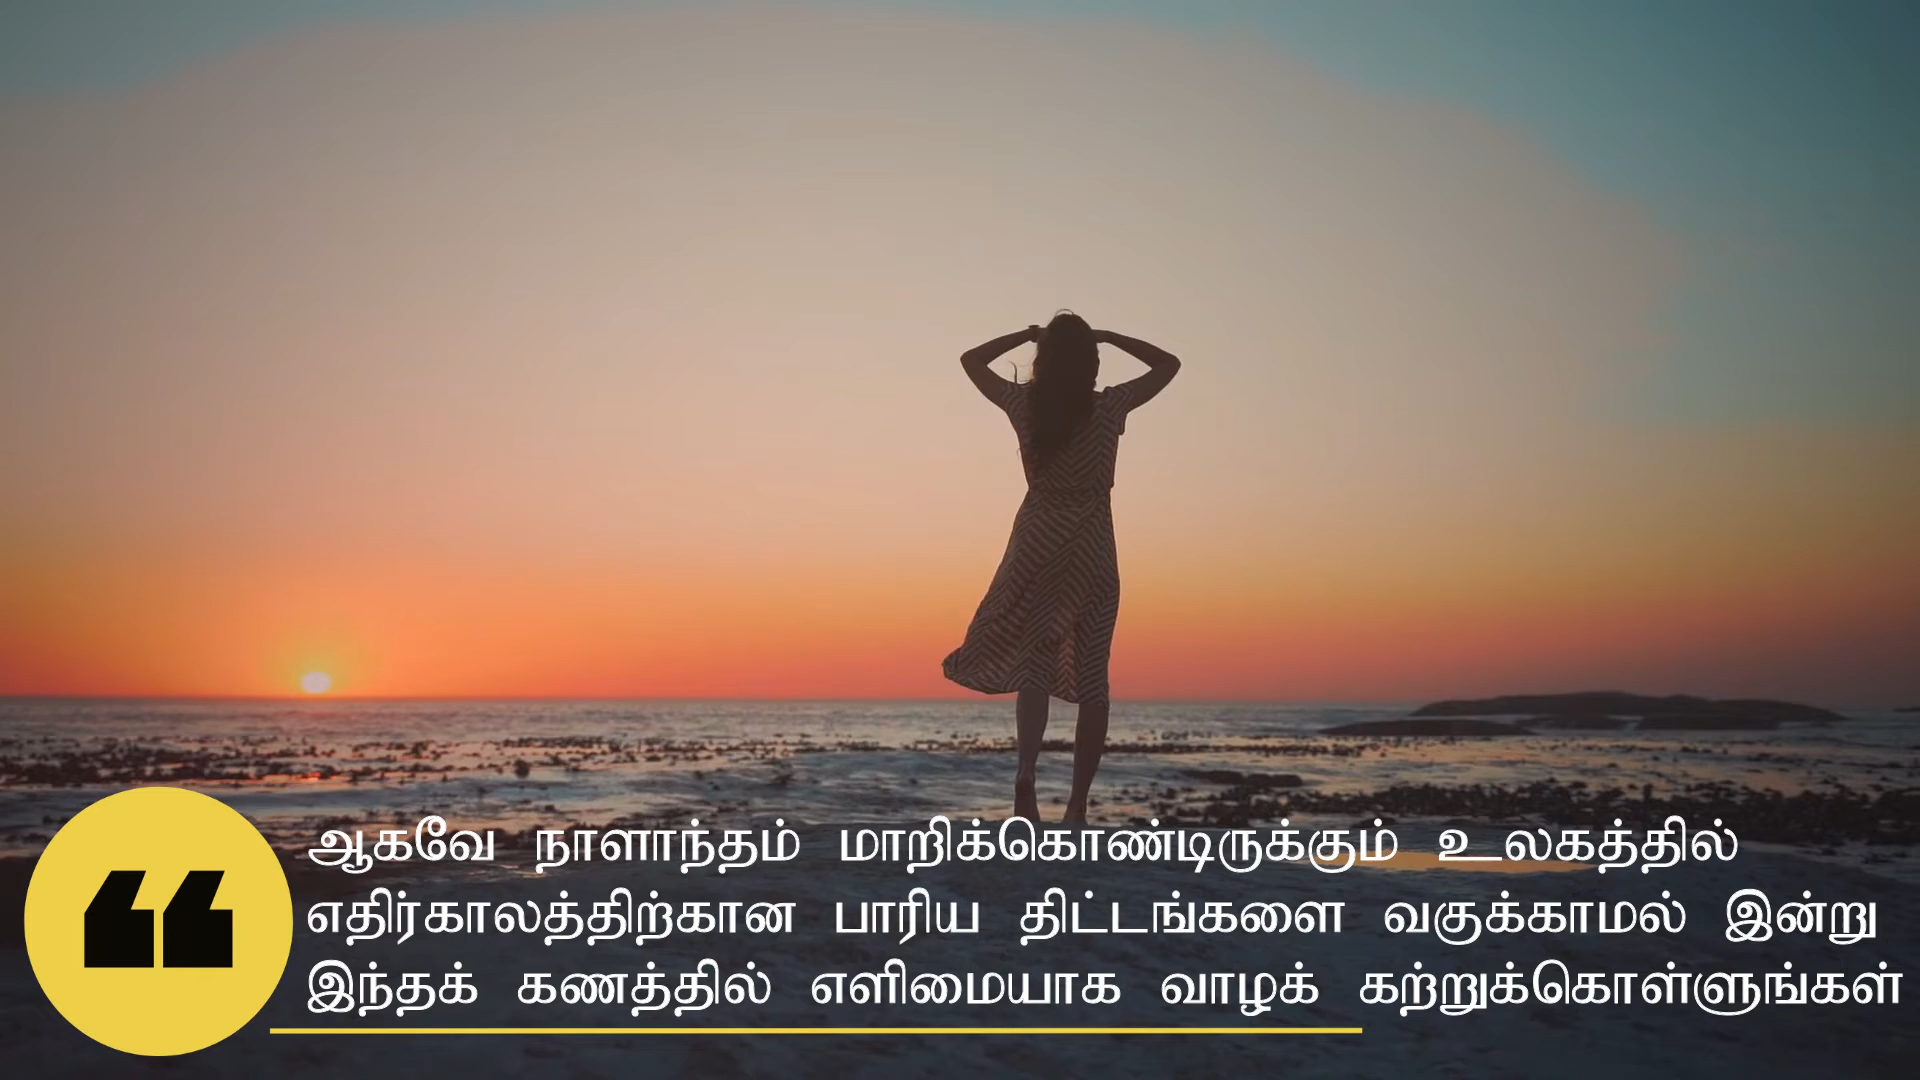 ஆகவே நாளாந்தம் மாறிக்கொண்டிருக்கும் உலகத்தில்
எதிர்காலத்திற்கான பாரிய திட்டங்களை வகுக்காமல் இன்று
இந்தக் கணத்தில் எளிமையாக வாழக் கற்றுக்கொள்ளுங்கள்